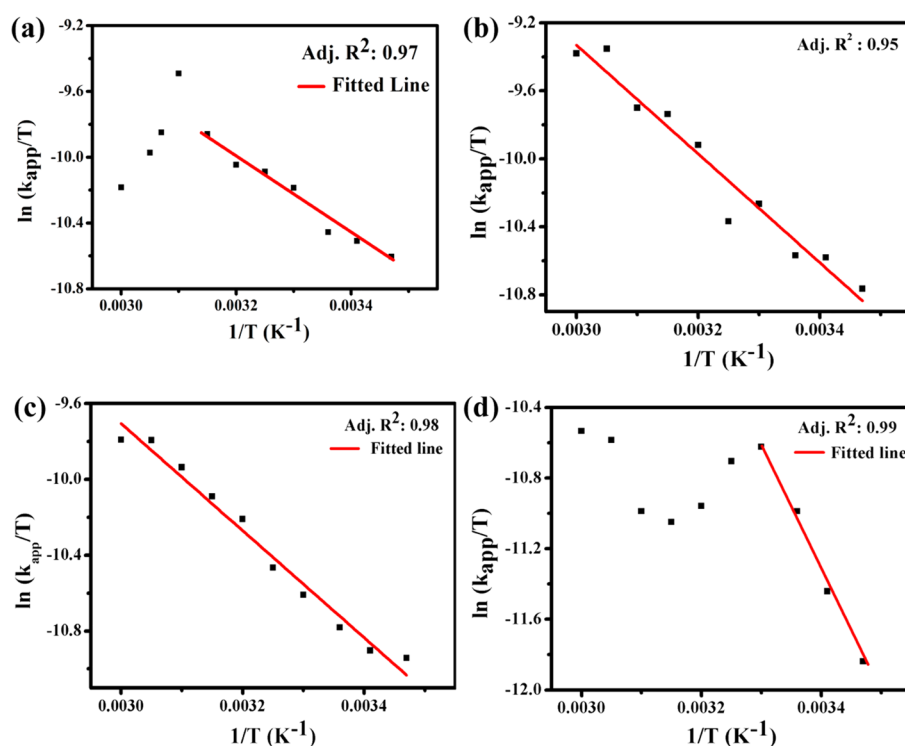 (a)
Adj. R²: 0.97
Fitted Line
ln (kapp/T)
-9.2
-9.6
-10.0
-10.4
-10.8
0.0030
0.0032
0.0034
1/T (K⁻¹)
(b)
Adj. R²: 0.95
ln (kapp/T)
-9.2
-9.6
-10.0
-10.4
-10.8
0.0030
0.0032
0.0034
1/T (K⁻¹)
(c)
Adj. R²: 0.98
Fitted line
ln (kapp/T)
-9.6
-10.0
-10.4
-10.8
0.0030
0.0032
0.0034
1/T (K⁻¹)
(d)
Adj. R²: 0.99
Fitted line
ln (kapp/T)
-10.4
-10.8
-11.2
-11.6
-12.0
0.0030
0.0032
0.0034
1/T (K⁻¹)